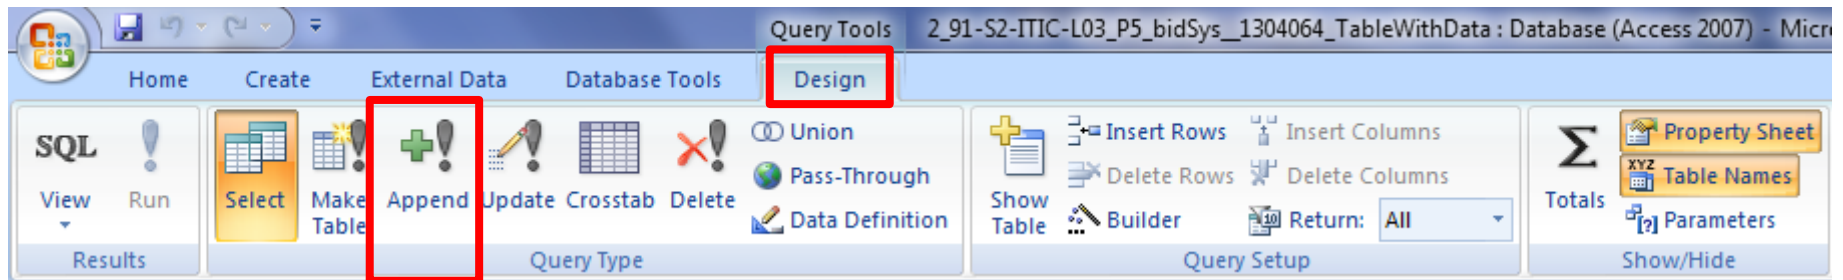 Query Tools 2_91-S2-ITIC-L03_P5_bidSys__1304064_TableWithData : Database (Access 2007) - Micr
Home Create External Data Database Tools Design
SQL View
Run
Select
Make Table
Append
Update
Crosstab
Delete
Union
Pass-Through
Data Definition
Show Table
Insert Rows
Delete Rows
Builder
Insert Columns
Delete Columns
Return: All
Σ Totals
Property Sheet
XYZ Table Names
[?] Parameters
Results Query Type Query Setup Show/Hide